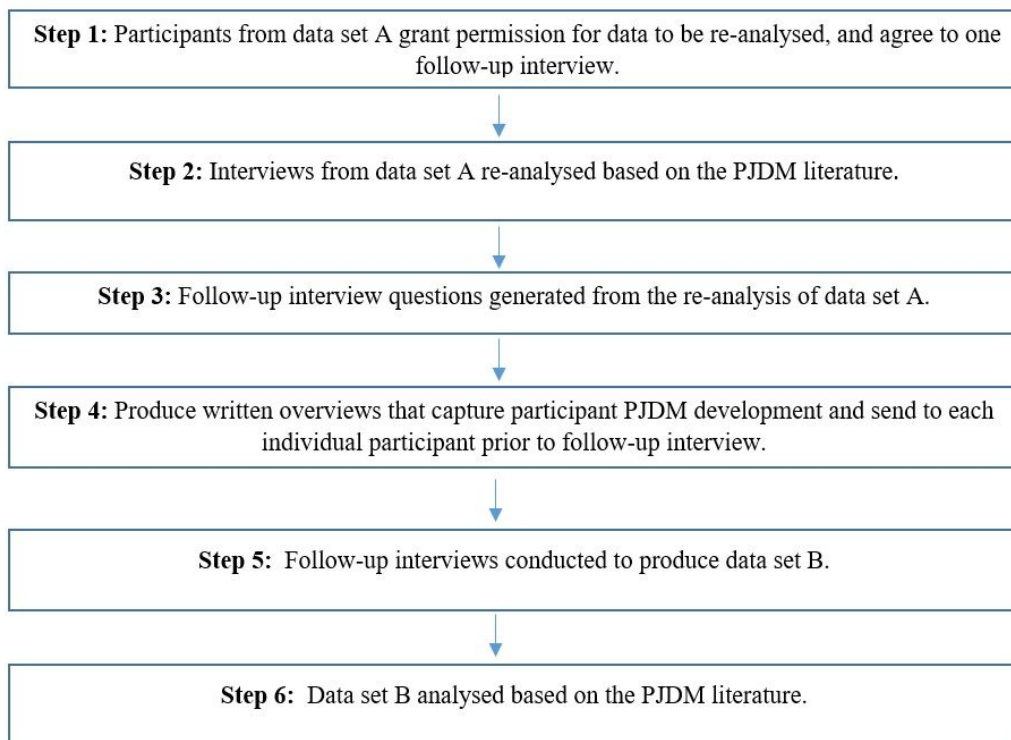 Step 1: Participants from data set A grant permission for data to be re-analysed, and agree to one
follow-up interview.
Step 2: Interviews from data set A re-analysed based on the PJDM literature.
Step 3: Follow-up interview questions generated from the re-analysis of data set A.
Step 4: Produce written overviews that capture participant PJDM development and send to each
individual participant prior to follow-up interview.
Step 5: Follow-up interviews conducted to produce data set B.
Step 6: Data set B analysed based on the PJDM literature.